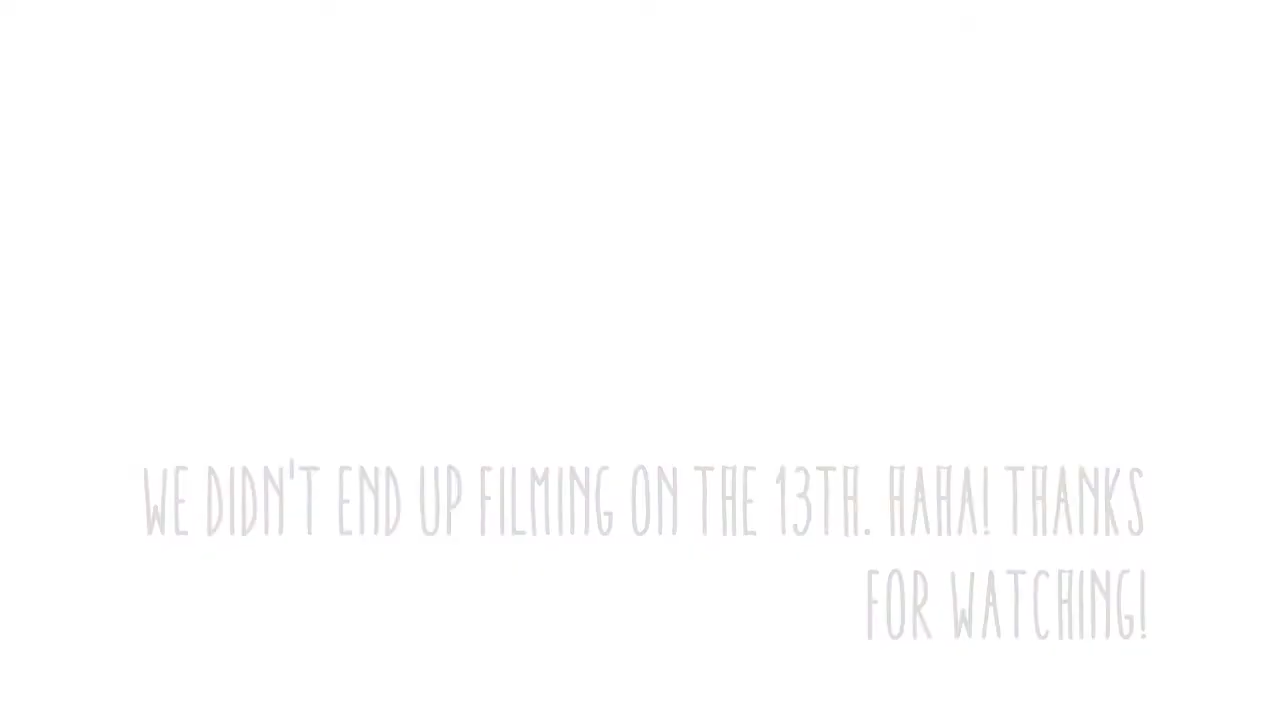 WE DIDN'T END UP FILMING ON THE 13TH. HAHA! THANKS
FOR WATCHING!